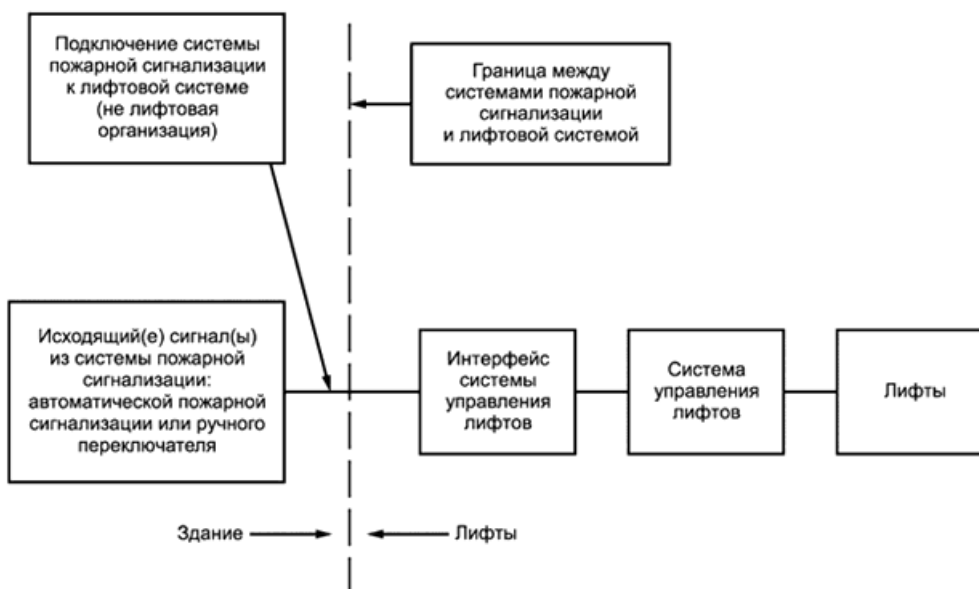 Подключение системы
пожарной сигнализации
к лифтовой системе
(не лифтовая
организация)
Граница между
системами пожарной
сигнализации
и лифтовой системой
Исходящий(е) сигнал(ы)
из системы пожарной
сигнализации:
автоматической пожарной
сигнализации или ручного
переключателя
Интерфейс
системы
управления
лифтов
Система
управления
лифтов
Лифты
Здание
Лифты